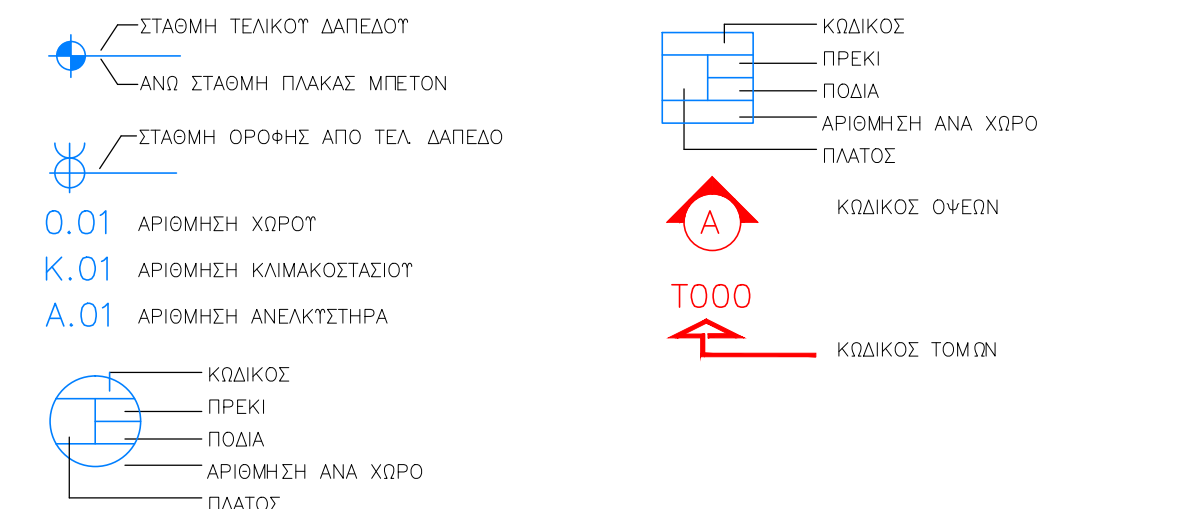 ΣΤΑΘΜΗ ΤΕΛΙΚΟΥ ΔΑΠΕΔΟΥ
ΑΝΩ ΣΤΑΘΜΗ ΠΛΑΚΑΣ ΜΠΕΤΟΝ
ΣΤΑΘΜΗ ΟΡΟΦΗΣ ΑΠΟ ΤΕΛ. ΔΑΠΕΔΟ
0.01 ΑΡΙΘΜΗΣΗ ΧΩΡΟΥ
Κ.01 ΑΡΙΘΜΗΣΗ ΚΛΙΜΑΚΟΣΤΑΣΙΟΥ
Α.01 ΑΡΙΘΜΗΣΗ ΑΝΕΛΚΥΣΤΗΡΑ
ΚΩΔΙΚΟΣ
ΠΡΕΚΙ
ΠΟΔΙΑ
ΑΡΙΘΜΗΣΗ ΑΝΑ ΧΩΡΟ
ΠΛΑΤΟΣ
ΚΩΔΙΚΟΣ
ΠΡΕΚΙ
ΠΟΔΙΑ
ΑΡΙΘΜΗΣΗ ΑΝΑ ΧΩΡΟ
ΠΛΑΤΟΣ
Α ΚΩΔΙΚΟΣ ΟΨΕΩΝ
Τ000
ΚΩΔΙΚΟΣ ΤΟΜΩΝ